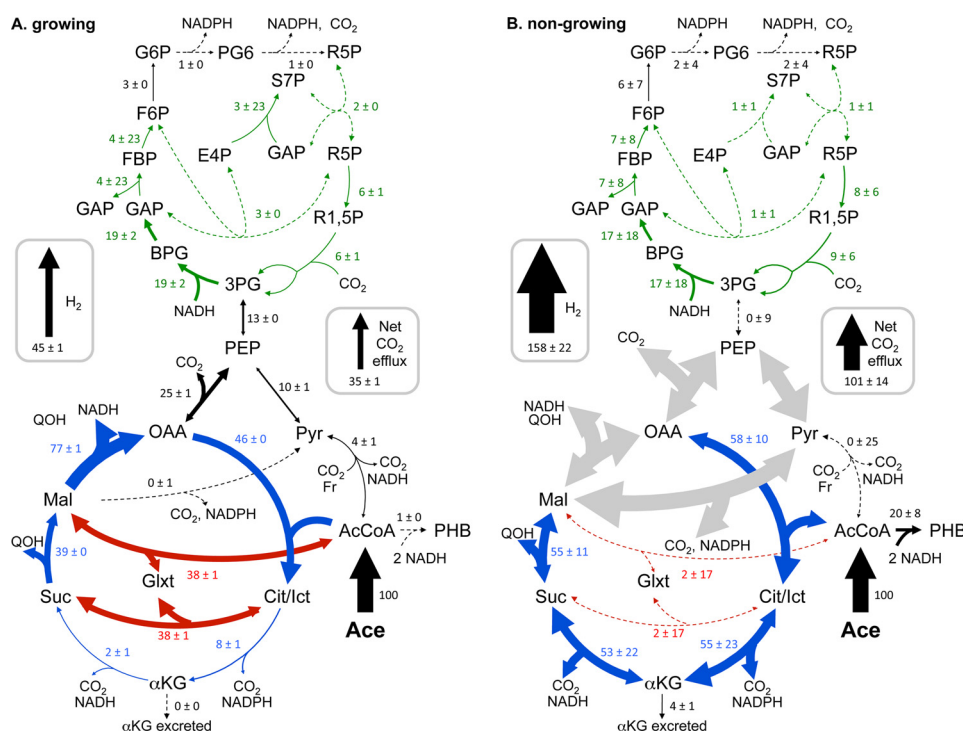 A. growing
NADPH
NADPH, CO2
G6P
PG6
R5P
1 ± 0
1 ± 0
3 ± 0
S7P
3 ± 23
2 ± 0
F6P
4 ± 23
FBP
E4P
GAP
R5P
4 ± 23
6 ± 1
GAP
GAP
3 ± 0
R1,5P
19 ± 2
BPG
6 ± 1
19 ± 2
3PG
CO2
NADH
H2
45 ± 1
13 ± 0
Net
CO2
efflux
35 ± 1
PEP
CO2
25 ± 1
10 ± 1
NADH
QOH
OAA
Pyr
77 ± 1
46 ± 0
4 ± 1
CO2
Fr
CO2
NADH
0 ± 1
Mal
CO2, NADPH
AcCoA
1 ± 0
PHB
2 NADH
QOH
39 ± 0
38 ± 1
Glxt
Suc
Cit/Ict
100
38 ± 1
Ace
2 ± 1
8 ± 1
CO2
NADH
αKG
CO2
NADPH
0 ± 0
αKG excreted
B. non-growing
NADPH
NADPH, CO2
G6P
PG6
R5P
2 ± 4
2 ± 4
6 ± 7
S7P
1 ± 1
1 ± 1
F6P
7 ± 8
FBP
E4P
GAP
R5P
7 ± 8
8 ± 6
GAP
GAP
1 ± 1
R1,5P
17 ± 18
BPG
9 ± 6
17 ± 18
3PG
CO2
NADH
H2
158 ± 22
0 ± 9
Net
CO2
efflux
101 ± 14
PEP
CO2
NADH
QOH
OAA
Pyr
58 ± 10
0 ± 25
CO2
Fr
CO2
NADH
Mal
CO2, NADPH
AcCoA
20 ± 8
PHB
2 NADH
QOH
55 ± 11
2 ± 17
Glxt
Suc
Cit/Ict
100
2 ± 17
Ace
53 ± 22
55 ± 23
CO2
NADH
αKG
CO2
NADPH
4 ± 1
αKG excreted